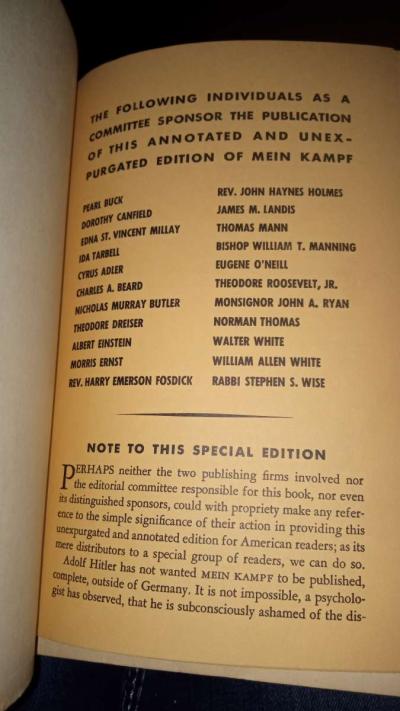 THE FOLLOWING INDIVIDUALS AS A
COMMITTEE SPONSOR THE PUBLICATION
OF THIS ANNOTATED AND UNEX-
PURGATED EDITION OF MEIN KAMPF
PEARL BUCK
DOROTHY CANFIELD
EDNA ST. VINCENT MILLAY
IDA TARBELL
CYRUS ADLER
CHARLES A. BEARD
NICHOLAS MURRAY BUTLER
THEODORE DREISER
ALBERT EINSTEIN
MORRIS ERNST
REV. HARRY EMERSON FOSDICK
REV. JOHN HAYNES HOLMES
JAMES M. LANDIS
THOMAS MANN
BISHOP WILLIAM T. MANNING
EUGENE O'NEILL
THEODORE ROOSEVELT, JR.
MONSIGNOR JOHN A. RYAN
NORMAN THOMAS
WALTER WHITE
WILLIAM ALLEN WHITE
RABBI STEPHEN S. WISE
NOTE TO THIS SPECIAL EDITION
PERHAPS neither the two publishing firms involved nor
the editorial committee responsible for this book, nor even
its distinguished sponsors, could with propriety make any refer-
ence to the simple significance of their action in providing this
unexpurgated and annotated edition for American readers; as its
mere distributors to a special group of readers, we can do so.
Adolf Hitler has not wanted MEIN KAMPF to be published,
complete, outside of Germany. It is not impossible, a psycholo-
gist has observed, that he is subconsciously ashamed of the dis-